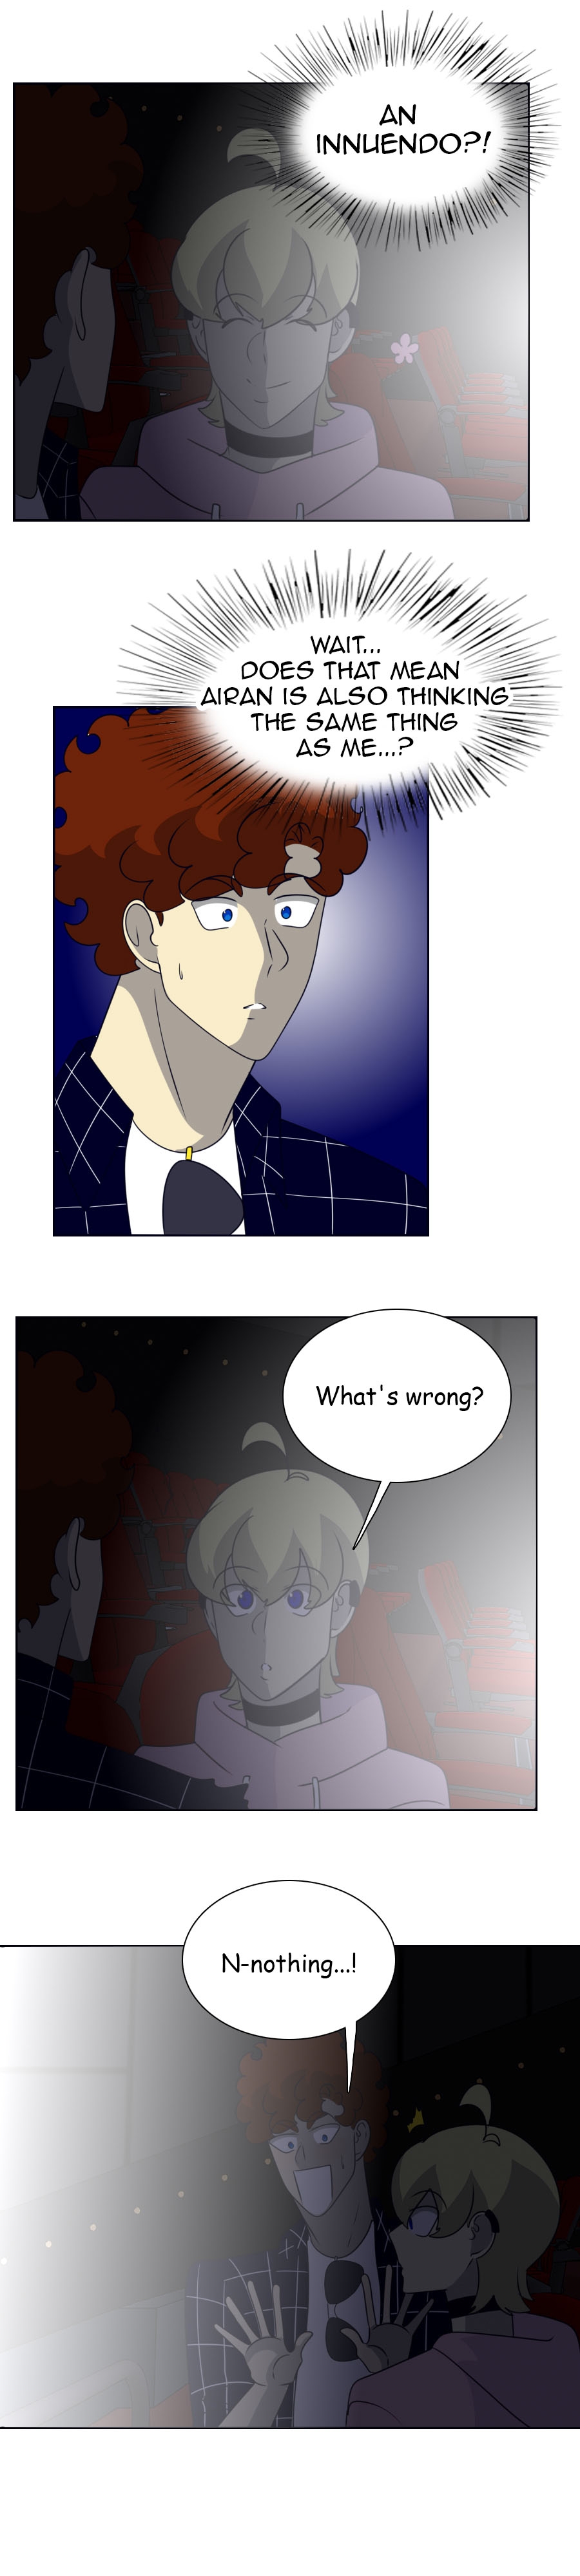 AN
INNUENDO?!
WAIT...
DOES THAT MEAN
AIRAN IS ALSO THINKING
THE SAME THING
AS ME...?
What's wrong?
N-nothing...!